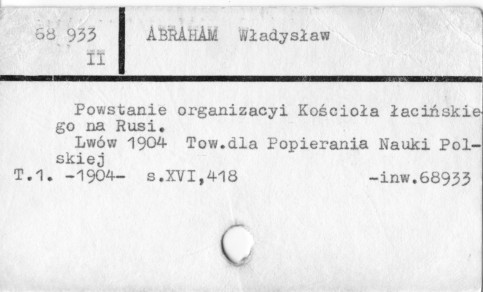 68 933 ABRAHAM Władysław
II
Powstanie organizacyi Kościoła łacińskie-
go na Rusi.
Lwów 1904 Tow.dla Popierania Nauki Pol-
skiej
T.1. -1904- s.XVI,418 -inw.68933